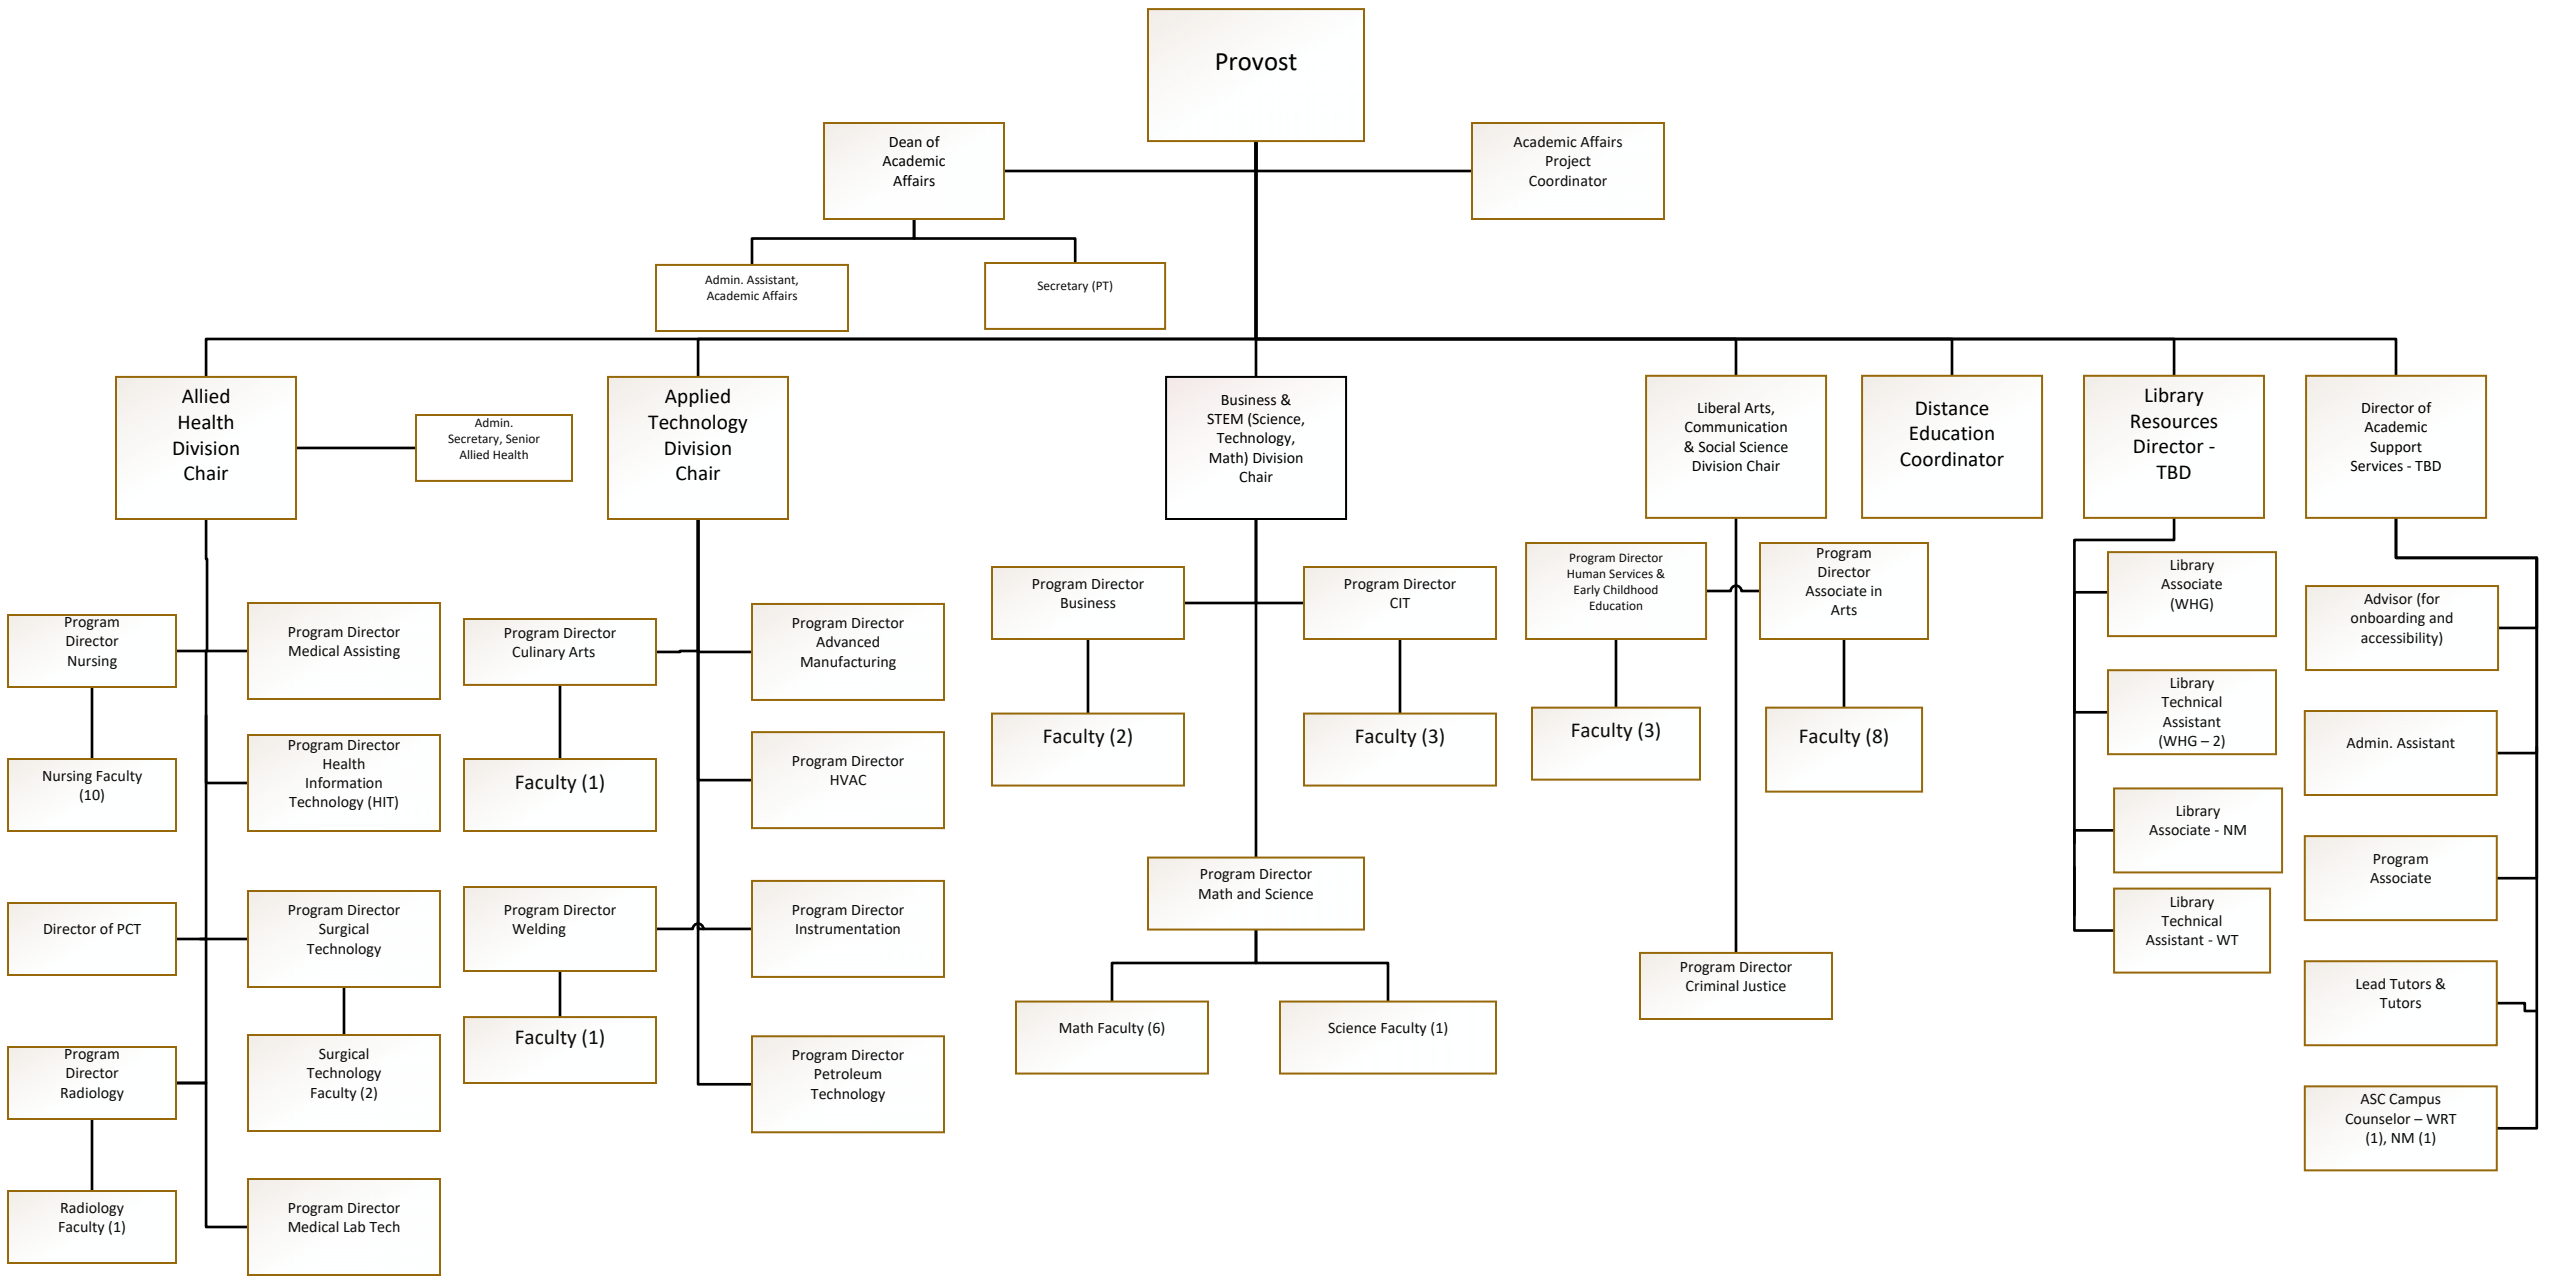 Provost
Dean of
Academic
Affairs
Academic Affairs
Project
Coordinator
Admin. Assistant,
Academic Affairs
Secretary (PT)
Allied
Health
Division
Chair
Admin.
Secretary, Senior
Allied Health
Applied
Technology
Division
Chair
Business &
STEM (Science,
Technology,
Math) Division
Chair
Liberal Arts,
Communication
& Social Science
Division Chair
Distance
Education
Coordinator
Library
Resources
Director -
TBD
Director of
Academic
Support
Services - TBD
Program
Director
Nursing
Program Director
Medical Assisting
Nursing Faculty
(10)
Program Director
Health
Information
Technology (HIT)
Director of PCT
Program Director
Surgical
Technology
Program
Director
Radiology
Surgical
Technology
Faculty (2)
Radiology
Faculty (1)
Program Director
Medical Lab Tech
Program Director
Culinary Arts
Program Director
Advanced
Manufacturing
Faculty (1)
Program Director
HVAC
Program Director
Welding
Program Director
Instrumentation
Faculty (1)
Program Director
Petroleum
Technology
Program Director
Business
Program Director
CIT
Faculty (2)
Faculty (3)
Program Director
Math and Science
Math Faculty (6)
Science Faculty (1)
Program Director
Human Services &
Early Childhood
Education
Program
Director
Associate in
Arts
Faculty (3)
Faculty (8)
Program Director
Criminal Justice
Library
Associate
(WHG)
Library
Technical
Assistant
(WHG – 2)
Library
Associate - NM
Library
Technical
Assistant - WT
Advisor (for
onboarding and
accessibility)
Admin. Assistant
Program
Associate
Lead Tutors &
Tutors
ASC Campus
Counselor – WRT
(1), NM (1)